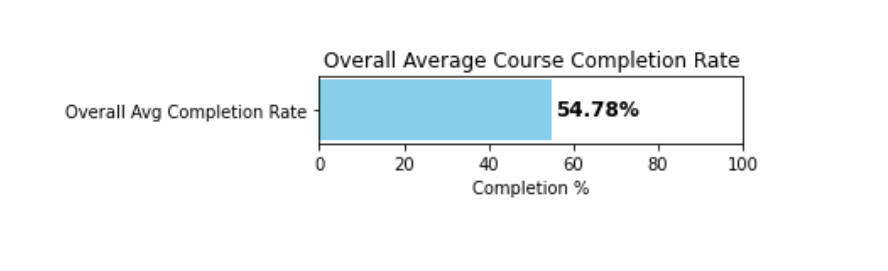 Overall Average Course Completion Rate
Overall Avg Completion Rate
54.78%
0 20 40 60 80 100
Completion %